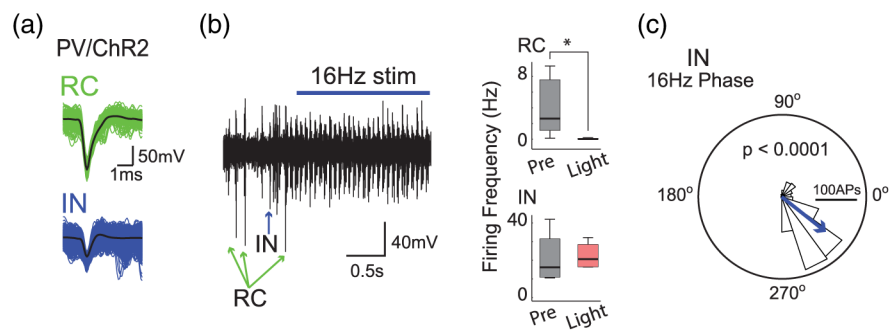 (a)
PV/ChR2
RC
50mV
1ms
IN
(b)
16Hz stim
IN
RC
40mV
0.5s
Firing Frequency (Hz)
RC
*
8
0
Pre
Light
IN
40
0
Pre
Light
(c)
IN
16Hz Phase
90°
p < 0.0001
180°
100APs
0°
270°